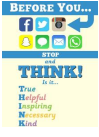 BEFORE YOU...
STOP
and
THINK!
Is it...
True
Helpful
Inspiring
Necessary
Kind